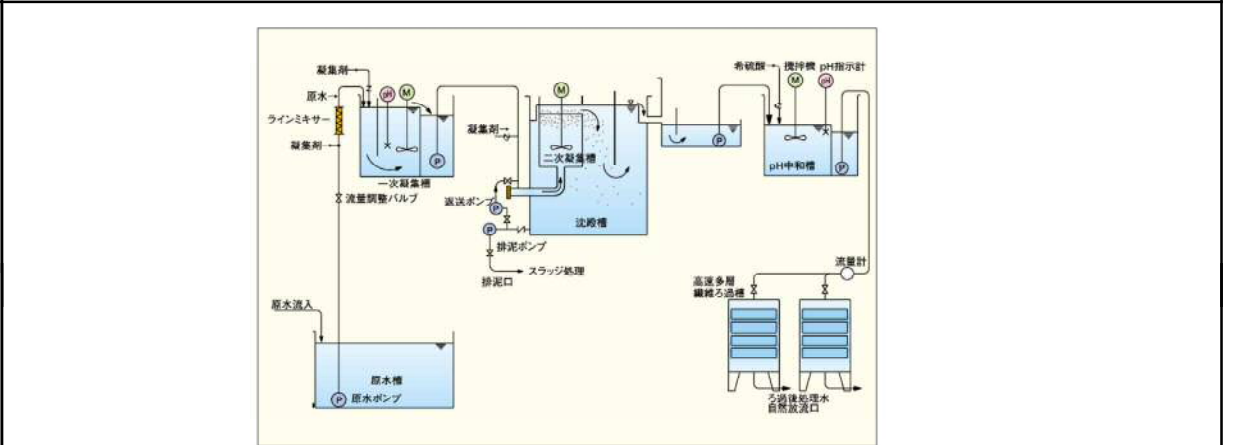 凝集剤
原水
ラインミキサー
凝集剤
pH
M
P
一次凝集槽
流量調整バルブ
原水流入
原水槽
P
原水ポンプ
凝集剤
M
二次凝集槽
返送ポンプ
P
沈殿槽
P
排泥ポンプ
スラッジ処理
排泥口
P
希硫酸
攪拌機
pH指示計
M
pH
pH中和槽
P
流量計
高速多層
繊維ろ過槽
ろ過後処理水
自然放流口